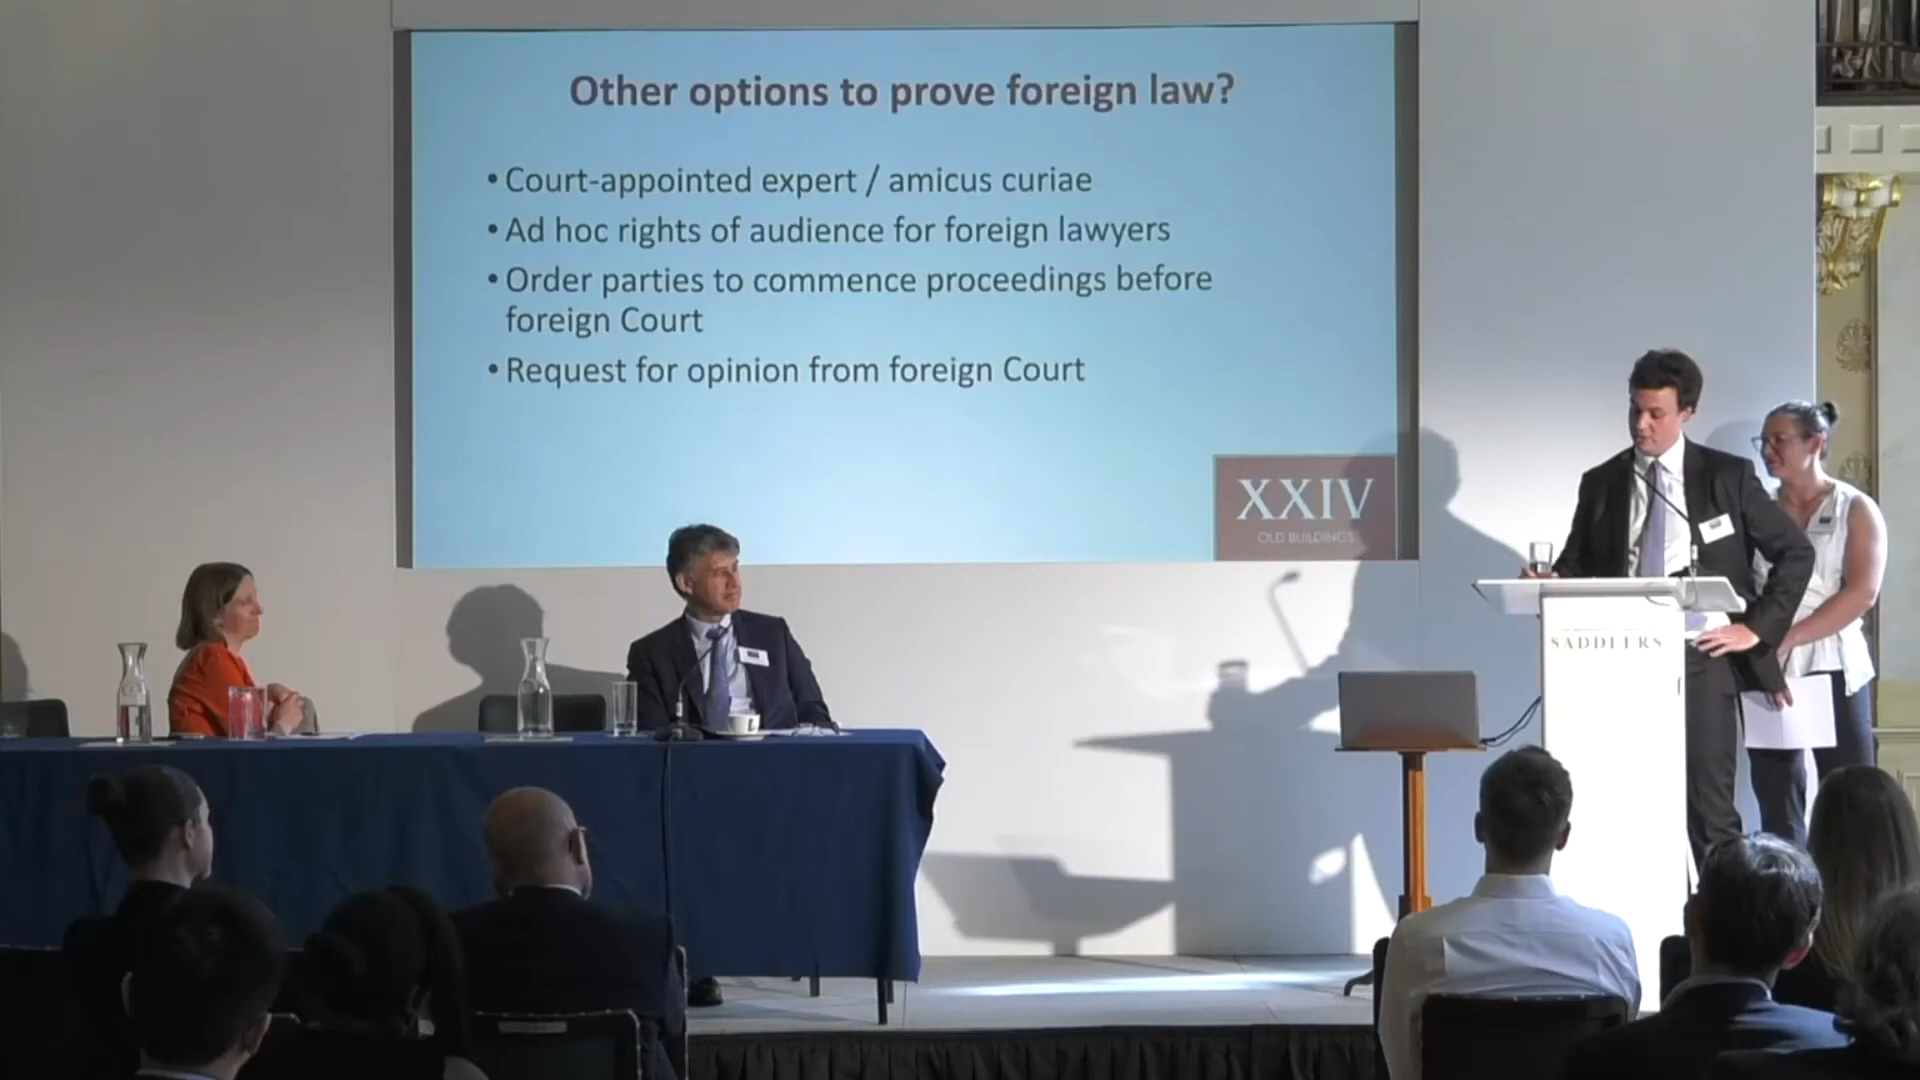 Other options to prove foreign law?
• Court-appointed expert / amicus curiae
• Ad hoc rights of audience for foreign lawyers
• Order parties to commence proceedings before
foreign Court
• Request for opinion from foreign Court
XXIV
OLD BUILDINGS
SADDLERS